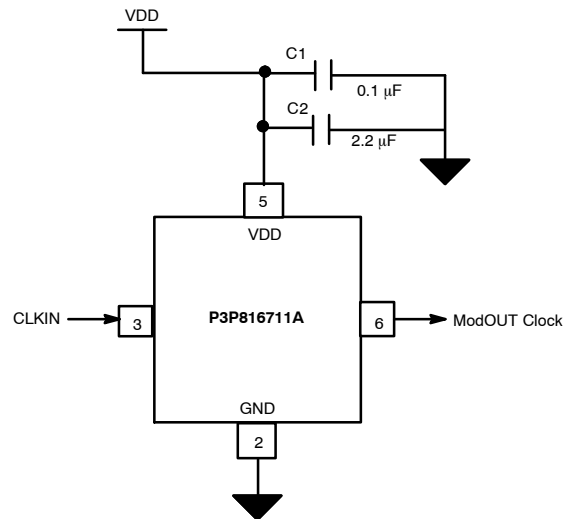 VDD
C1
0.1 μF
C2
2.2 μF
5
VDD
CLKIN
3
P3P816711A
6
ModOUT Clock
GND
2